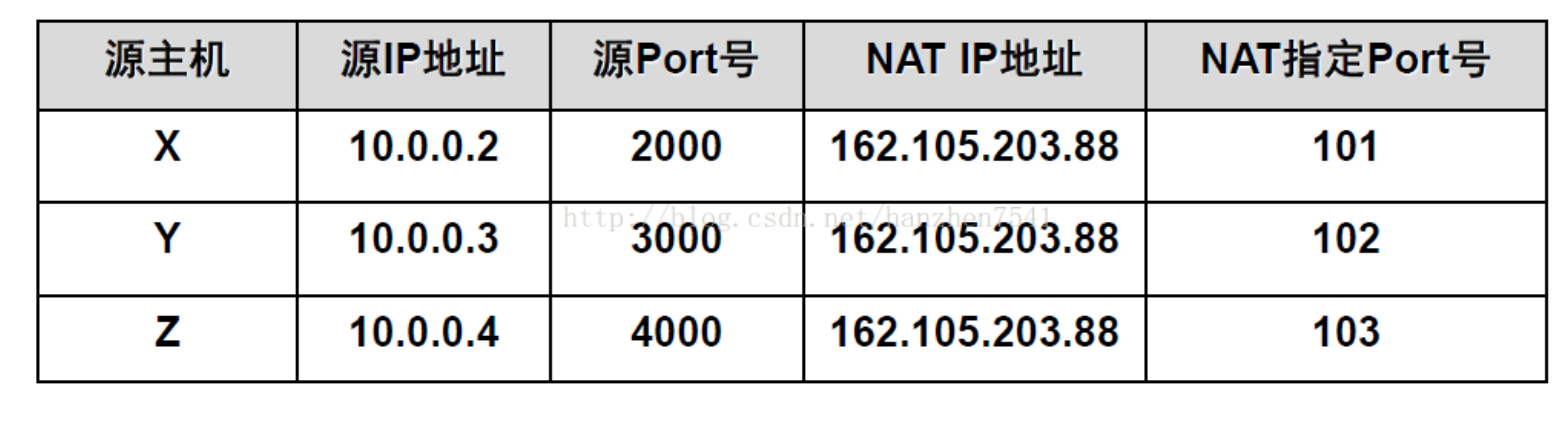 源主机 源IP地址 源Port号 NAT IP地址 NAT指定Port号
X 10.0.0.2 2000 162.105.203.88 101
http://blog.csdn.net/hanzhen7541
Y 10.0.0.3 3000 162.105.203.88 102
Z 10.0.0.4 4000 162.105.203.88 103